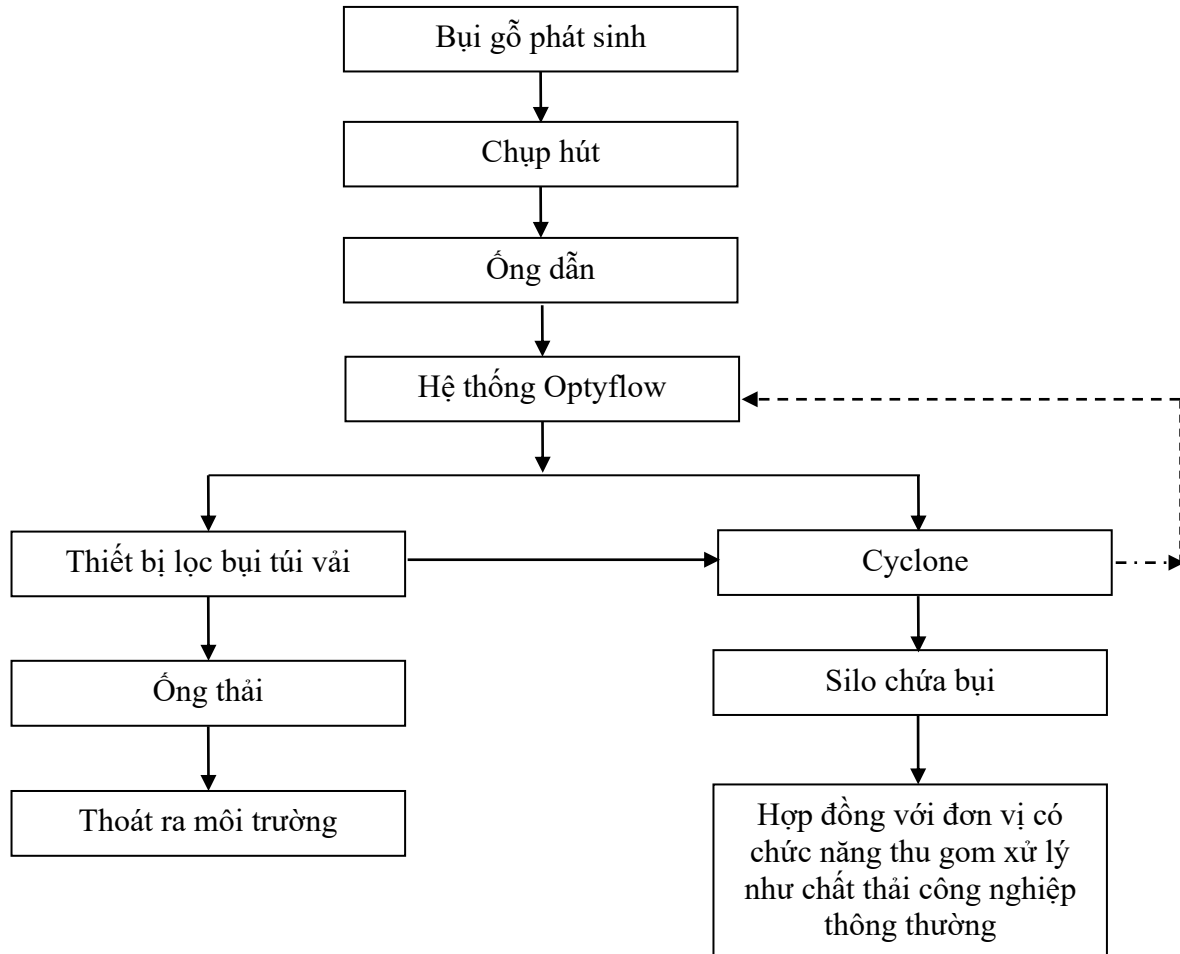 Bụi gỗ phát sinh
Chụp hút
Ống dẫn
Hệ thống Optyflow
Thiết bị lọc bụi túi vải
Cyclone
Ống thải
Silo chứa bụi
Thoát ra môi trường
Hợp đồng với đơn vị có
chức năng thu gom xử lý
như chất thải công nghiệp
thông thường